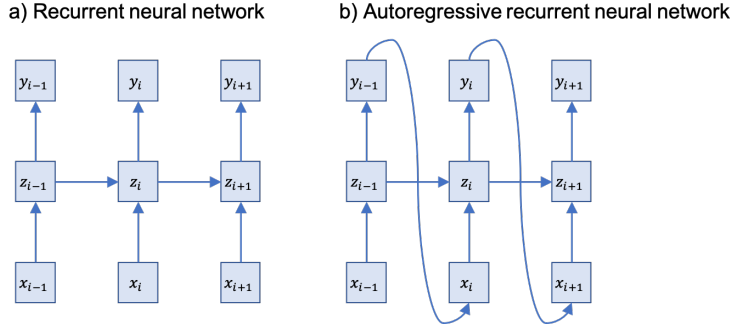 a) Recurrent neural network
b) Autoregressive recurrent neural network
y_{i−1} y_i y_{i+1}
y_{i−1} y_i y_{i+1}
z_{i−1} z_i z_{i+1}
z_{i−1} z_i z_{i+1}
x_{i−1} x_i x_{i+1}
x_{i−1} x_i x_{i+1}